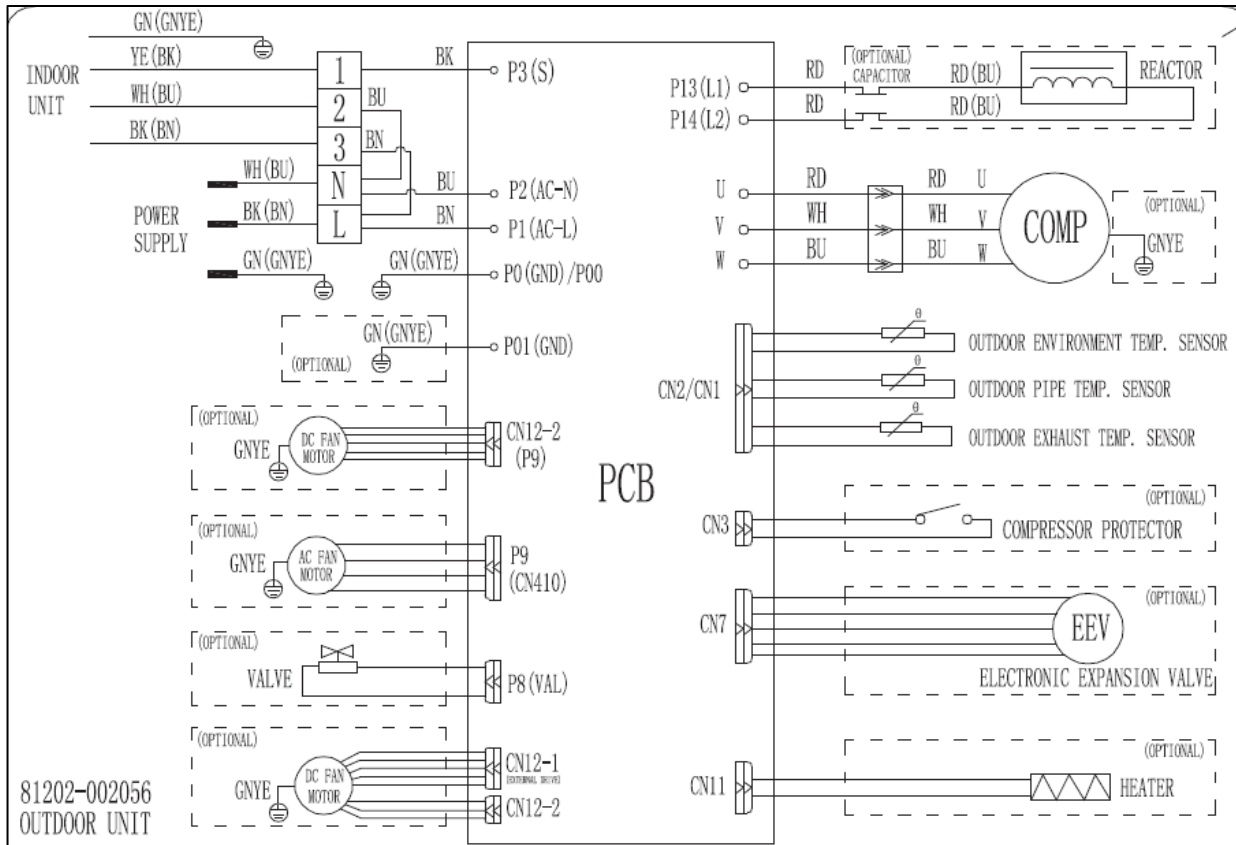 GN(GNYE)
YE(BK)
INDOOR
UNIT
WH(BU)
BK(BN)
1
2
3
N
L
BK
BU
BN
BU
BN
WH(BU)
POWER
SUPPLY
BK(BN)
GN(GNYE)
GN(GNYE)
P3(S)
P2(AC-N)
P1(AC-L)
P0(GND)/P00
GN(GNYE)
(OPTIONAL)
P01(GND)
(OPTIONAL)
GNYE
DC FAN
MOTOR
CN12-2
(P9)
(OPTIONAL)
GNYE
AC FAN
MOTOR
P9
(CN410)
(OPTIONAL)
VALVE
P8(VAL)
(OPTIONAL)
GNYE
DC FAN
MOTOR
CN12-1
[EXTERNAL DRIVE]
CN12-2
81202-002056
OUTDOOR UNIT
PCB
P13(L1)
P14(L2)
RD
RD
(OPTIONAL)
CAPACITOR
RD(BU)
RD(BU)
REACTOR
U
V
W
RD
WH
BU
RD
WH
BU
U
V
W
COMP
(OPTIONAL)
GNYE
CN2/CN1
θ
OUTDOOR ENVIRONMENT TEMP. SENSOR
θ
OUTDOOR PIPE TEMP. SENSOR
θ
OUTDOOR EXHAUST TEMP. SENSOR
CN3
(OPTIONAL)
COMPRESSOR PROTECTOR
CN7
(OPTIONAL)
EEV
ELECTRONIC EXPANSION VALVE
CN11
(OPTIONAL)
HEATER